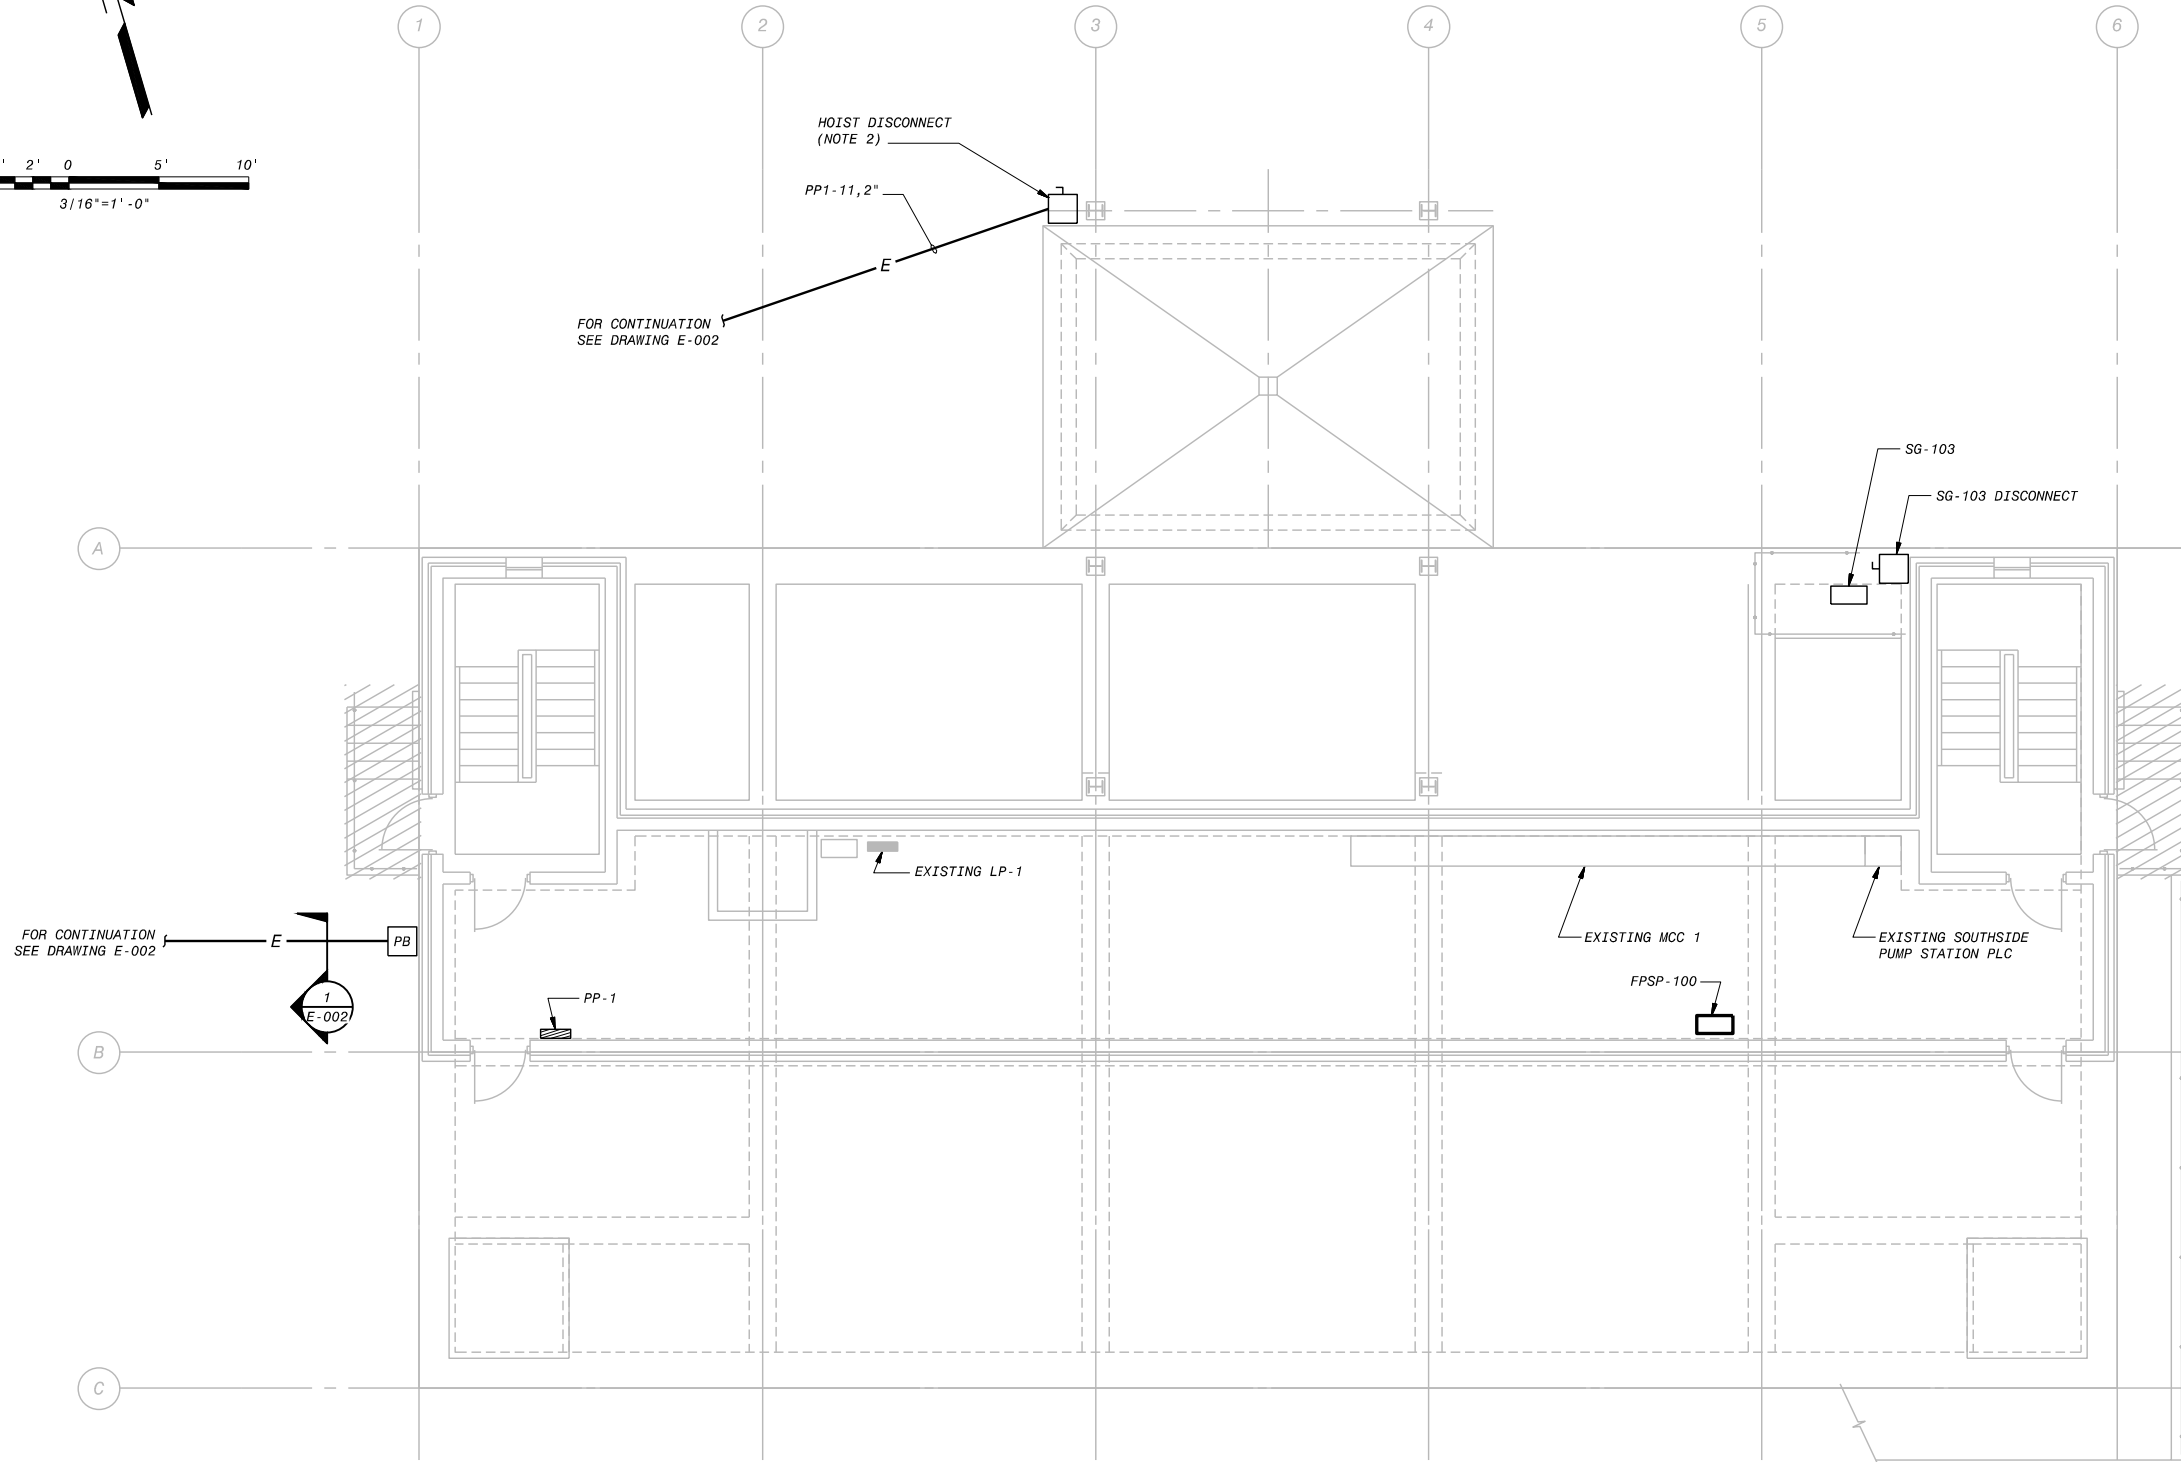 1
2
3
4
5
6
' 2' 0 5' 10'
3/16"=1'-0"
HOIST DISCONNECT
(NOTE 2)
PP1-11,2"
E
FOR CONTINUATION
SEE DRAWING E-002
SG-103
SG-103 DISCONNECT
A
EXISTING LP-1
EXISTING MCC 1
EXISTING SOUTHSIDE
PUMP STATION PLC
FOR CONTINUATION
SEE DRAWING E-002
E
PB
1
E-002
PP-1
FPSP-100
B
C